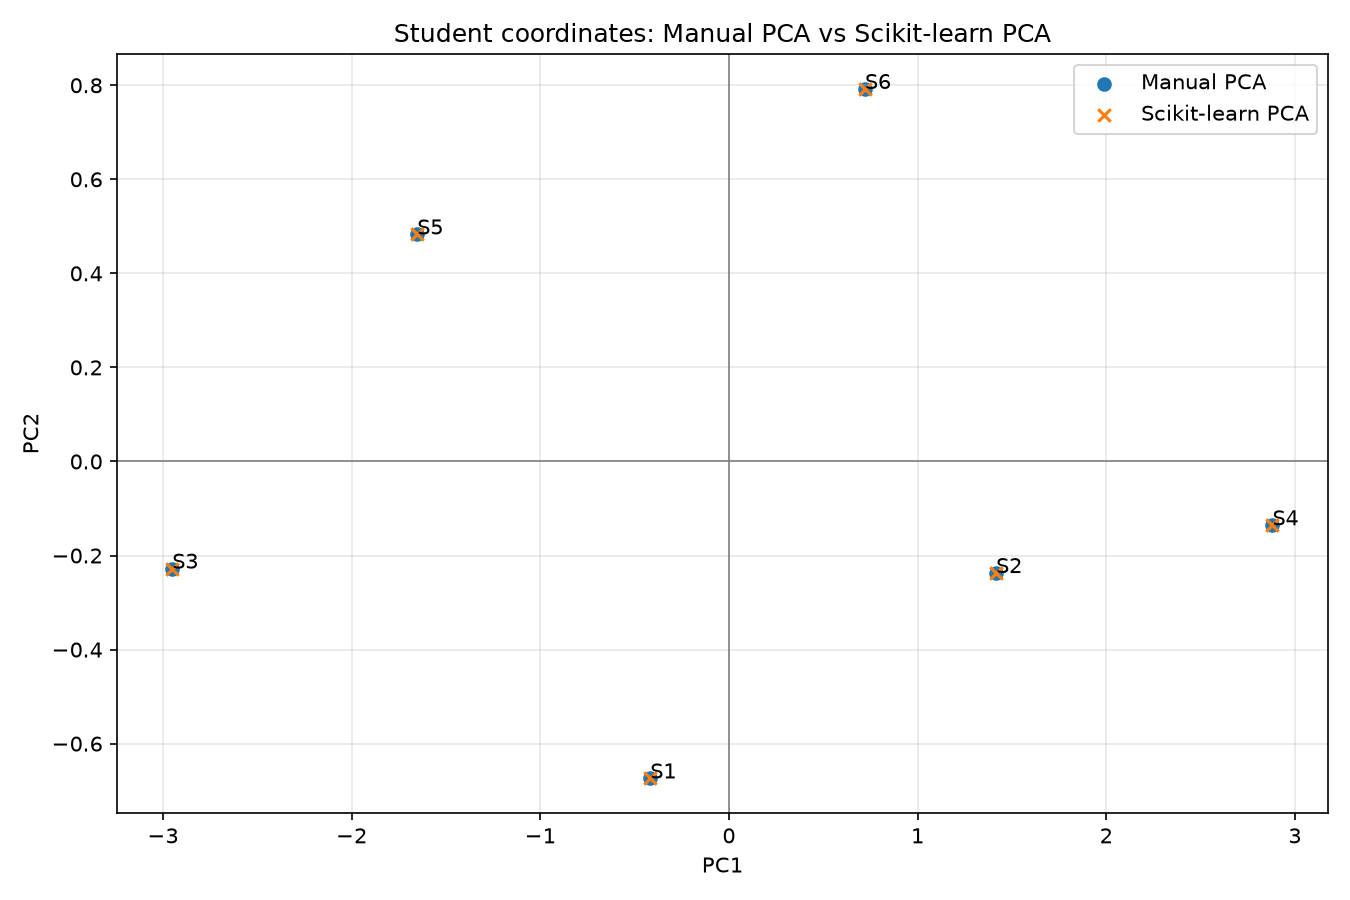 Student coordinates: Manual PCA vs Scikit-learn PCA
Manual PCA
Scikit-learn PCA
S6
S5
S4
S3
S2
S1
0.8
0.6
0.4
0.2
0.0
−0.2
−0.4
−0.6
PC2
−3
−2
−1
0
1
2
3
PC1